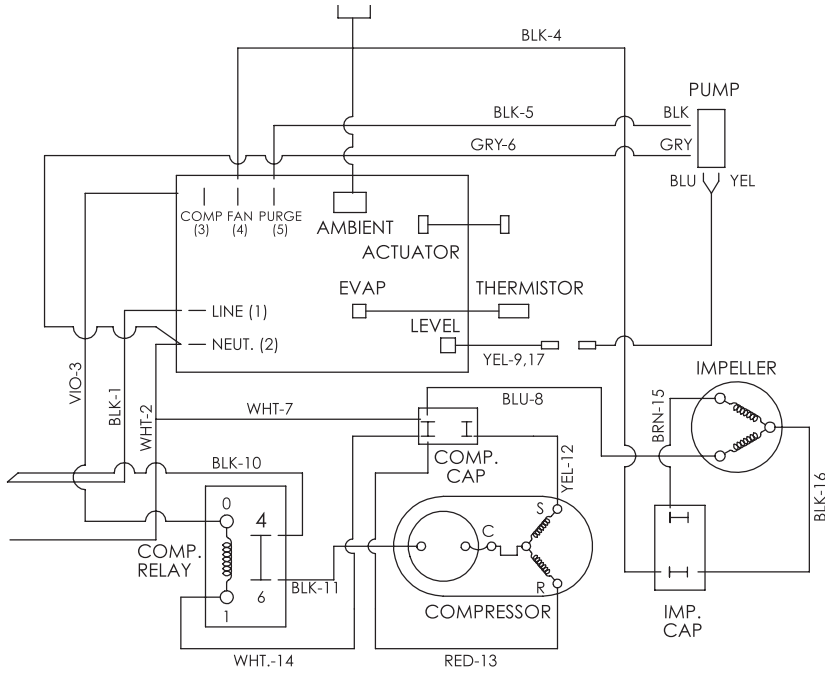 BLK-4
PUMP
BLK-5
BLK
GRY-6
GRY
BLU
YEL
COMP
(3)
FAN
(4)
PURGE
(5)
AMBIENT
ACTUATOR
EVAP
THERMISTOR
LINE (1)
LEVEL
NEUT. (2)
YEL-9,17
VIO-3
BLK-1
WHT-2
IMPELLER
BLU-8
WHT-7
BRN-15
COMP.
CAP
YEL-12
BLK-10
BLK-16
0
4
S
C
COMP.
RELAY
BLK-11
R
6
1
COMPRESSOR
IMP.
CAP
WHT.-14
RED-13